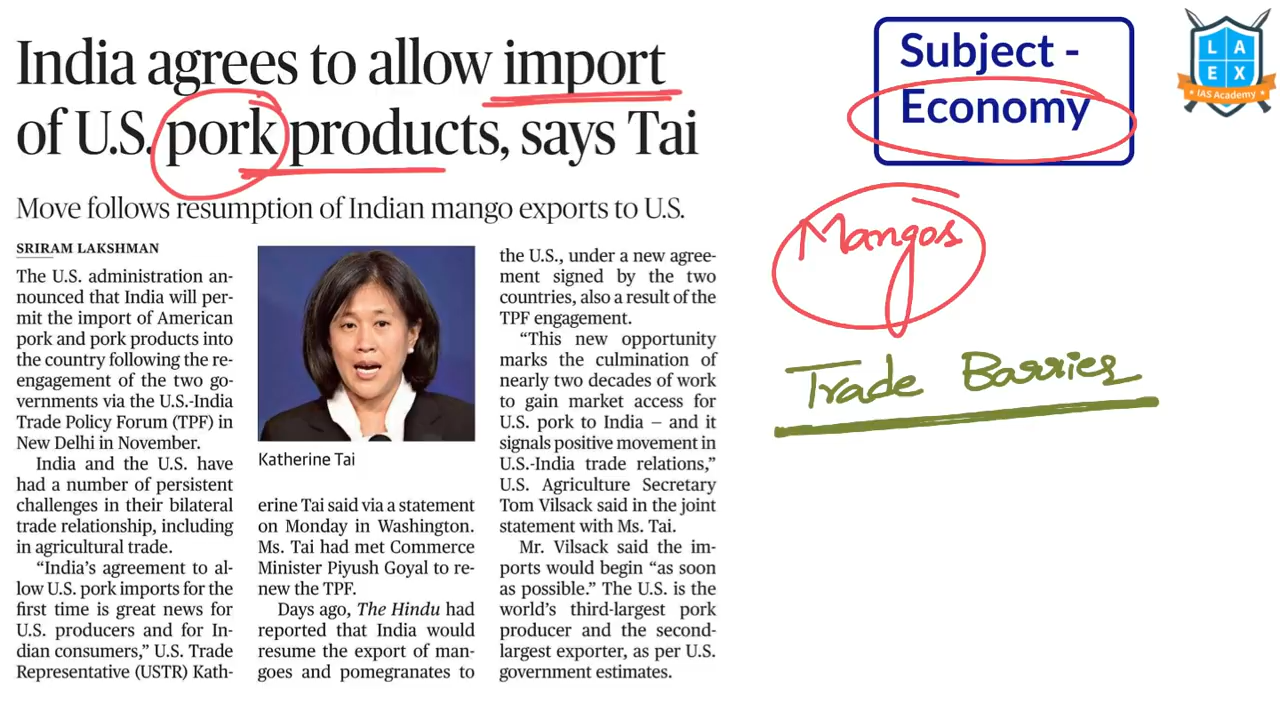 India agrees to allow import
of U.S. pork products, says Tai
Move follows resumption of Indian mango exports to U.S.
SRIRAM LAKSHMAN
The U.S. administration an-
nounced that India will per-
mit the import of American
pork and pork products into
the country following the re-
engagement of the two go-
vernments via the U.S.-India
Trade Policy Forum (TPF) in
New Delhi in November.
India and the U.S. have
had a number of persistent
challenges in their bilateral
trade relationship, including
in agricultural trade.
“India’s agreement to al-
low U.S. pork imports for the
first time is great news for
U.S. producers and for In-
dian consumers,” U.S. Trade
Representative (USTR) Kath-
Katherine Tai
erine Tai said via a statement
on Monday in Washington.
Ms. Tai had met Commerce
Minister Piyush Goyal to re-
new the TPF.
Days ago, The Hindu had
reported that India would
resume the export of man-
goes and pomegranates to
the U.S., under a new agree-
ment signed by the two
countries, also a result of the
TPF engagement.
“This new opportunity
marks the culmination of
nearly two decades of work
to gain market access for
U.S. pork to India – and it
signals positive movement in
U.S.-India trade relations,”
U.S. Agriculture Secretary
Tom Vilsack said in the joint
statement with Ms. Tai.
Mr. Vilsack said the im-
ports would begin “as soon
as possible.” The U.S. is the
world’s third-largest pork
producer and the second-
largest exporter, as per U.S.
government estimates.
Subject -
Economy
Mangos
Trade Barrier
L A
E X
IAS Academy